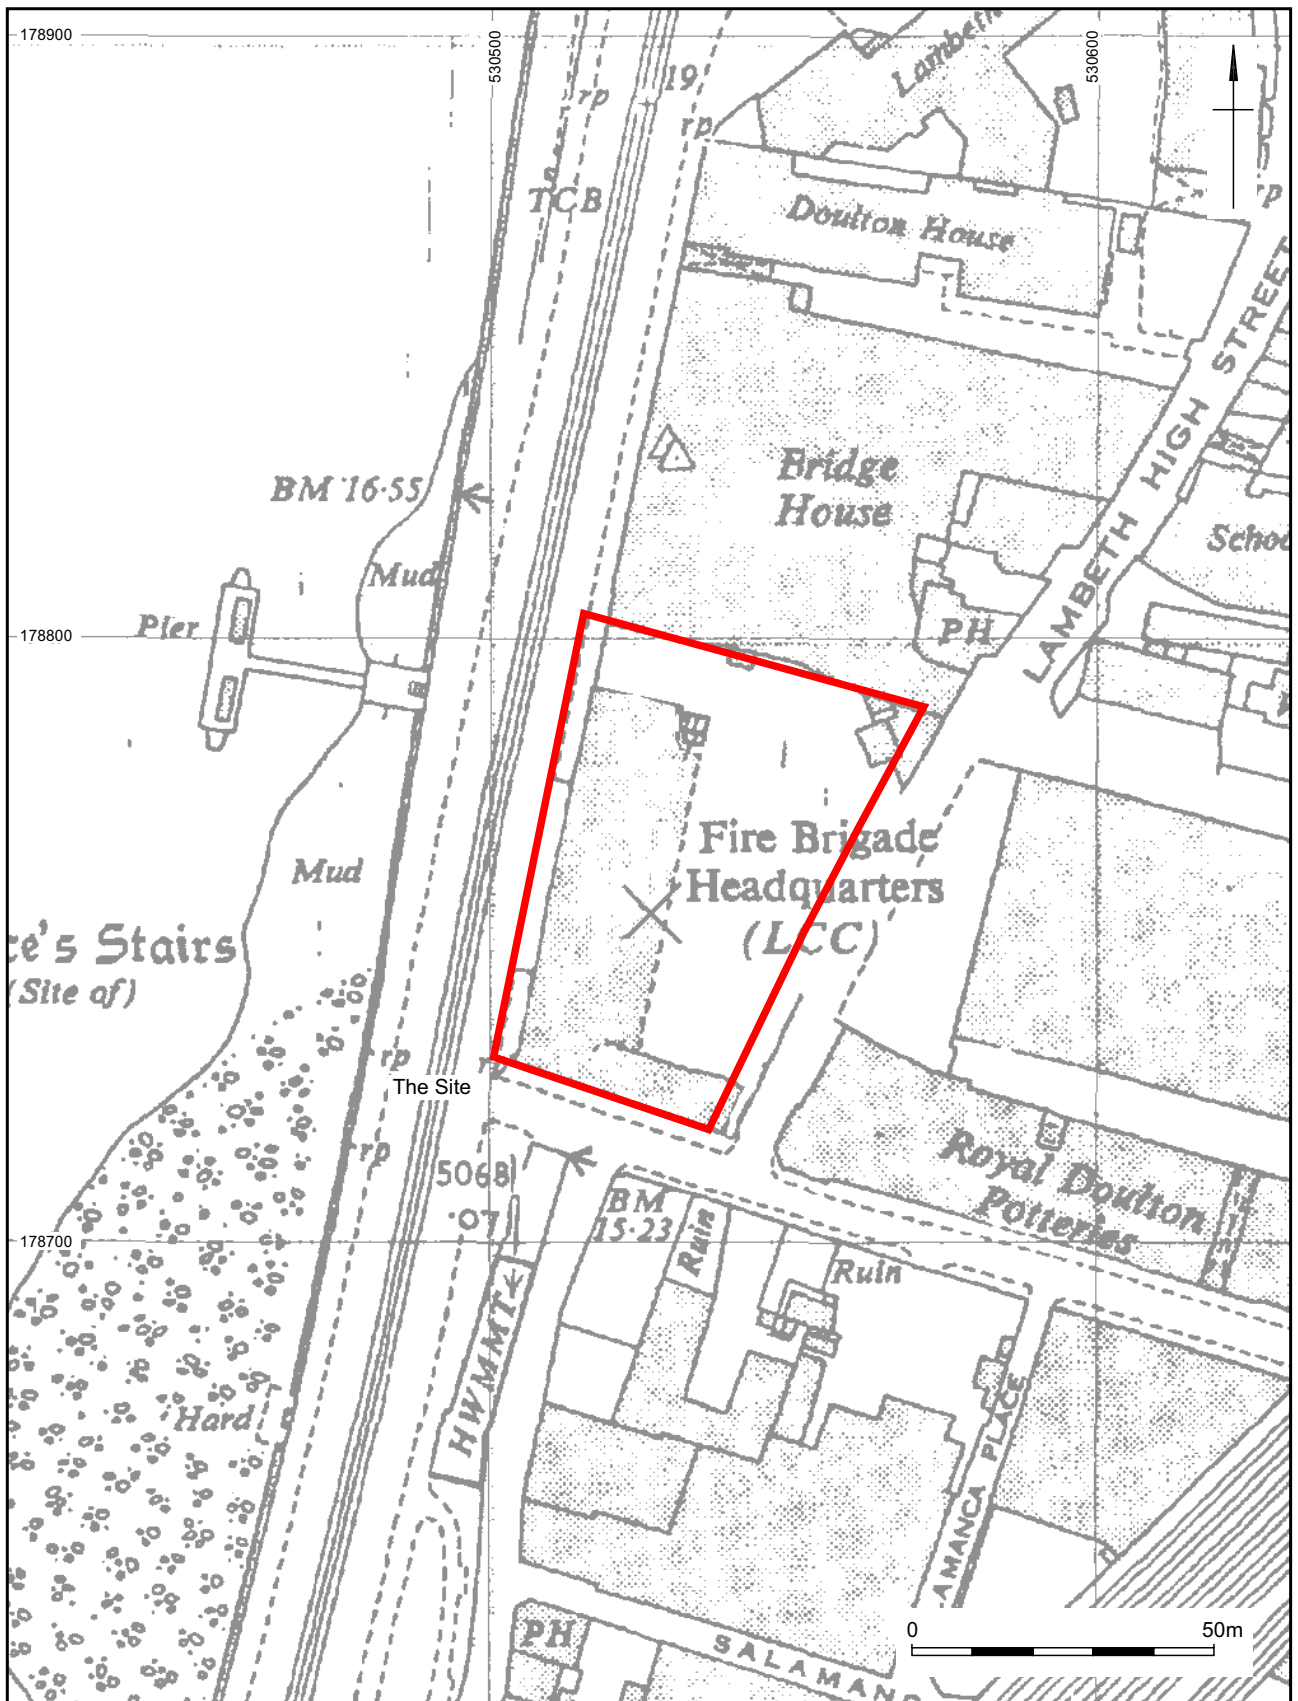 178900
530500
530600
Lambeth
19
rp
rp
rp
TCB
Doulton House
LAMBETH HIGH STREET
BM 16·55
Bridge
House
Mud
Pier
PH
178800
Fire Brigade
Headquarters
(LCC)
Mud
ce's Stairs
(Site of)
rp
The Site
rp
5068
·07
BM
15·23
Royal Doulton
Potteries
178700
Ruin
Ruin
HWMMT
Hard
AMANCA PLACE
PH
SALAMAN
0
50m